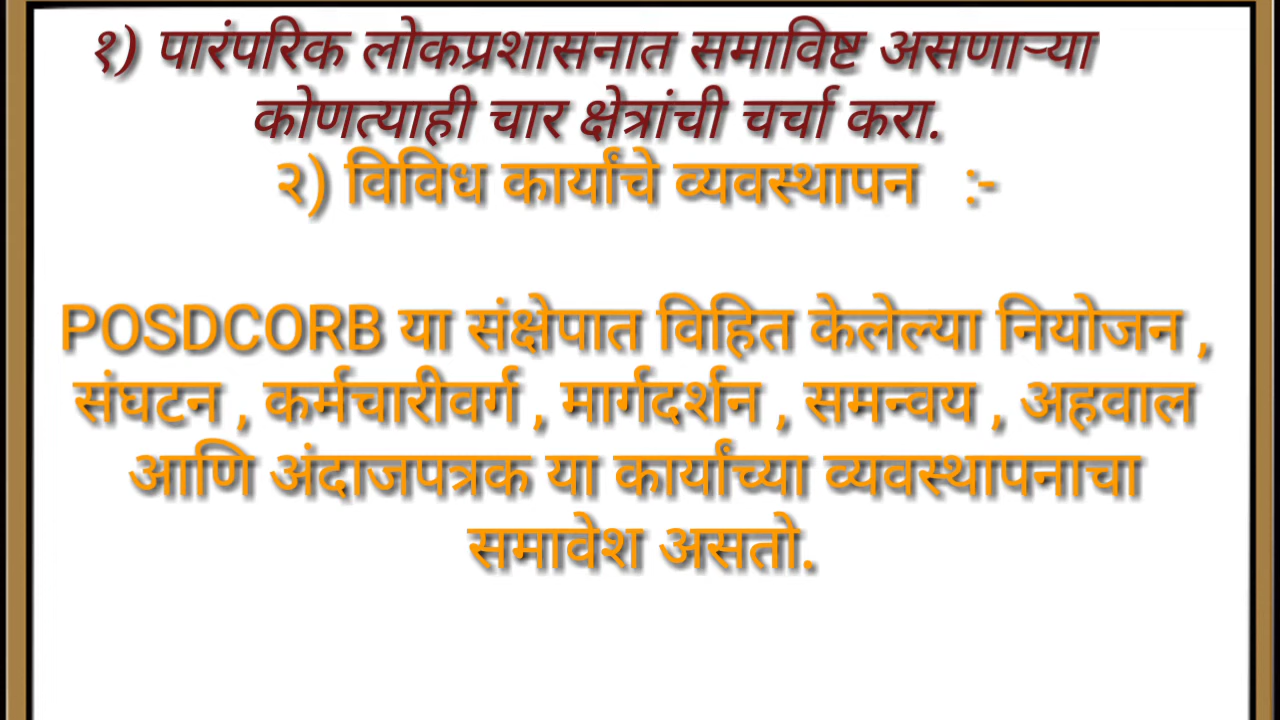 १) पारंपरिक लोकप्रशासनात समाविष्ट असणाऱ्या
कोणत्याही चार क्षेत्रांची चर्चा करा.
२) विविध कार्यांचे व्यवस्थापन :-
POSDCORB या संक्षेपात विहित केलेल्या नियोजन ,
संघटन , कर्मचारीवर्ग , मार्गदर्शन , समन्वय , अहवाल
आणि अंदाजपत्रक या कार्यांच्या व्यवस्थापनाचा
समावेश असतो.